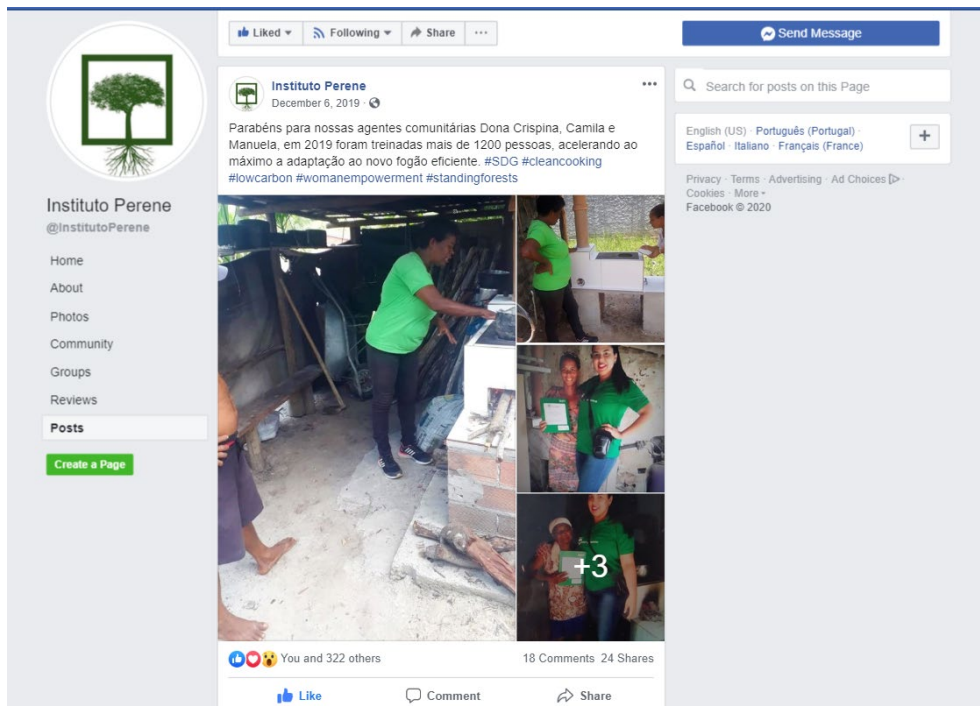 Liked Following Share ···
Send Message
Instituto Perene
December 6, 2019 ·
Parabéns para nossas agentes comunitárias Dona Crispina, Camila e
Manuela, em 2019 foram treinadas mais de 1200 pessoas, acelerando ao
máximo a adaptação ao novo fogão eficiente. #SDG #cleancooking
#lowcarbon #womanempowerment #standingforests
+3
You and 322 others
18 Comments 24 Shares
Like Comment Share
Instituto Perene
@InstitutoPerene
Home
About
Photos
Community
Groups
Reviews
Posts
Create a Page
Search for posts on this Page
English (US) · Português (Portugal) ·
Español · Italiano · Français (France)
+
Privacy · Terms · Advertising · Ad Choices ·
Cookies · More
Facebook © 2020